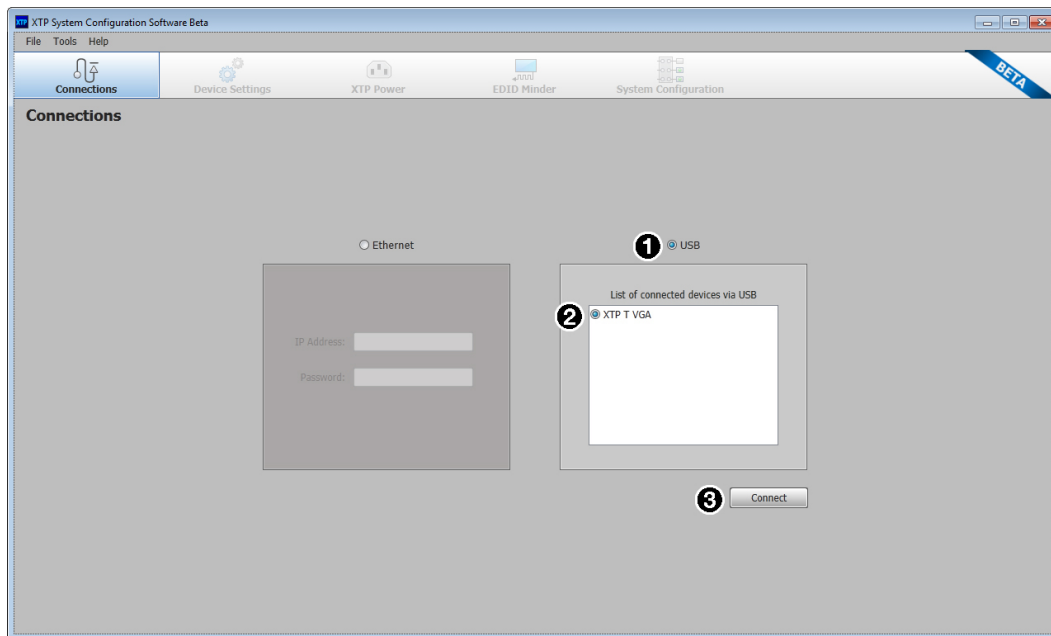 XTP XTP System Configuration Software Beta
File Tools Help
Connections Device Settings XTP Power EDID Minder System Configuration
BETA
Connections
Ethernet
1 USB
List of connected devices via USB
2 XTP T VGA
IP Address:
Password:
3 Connect